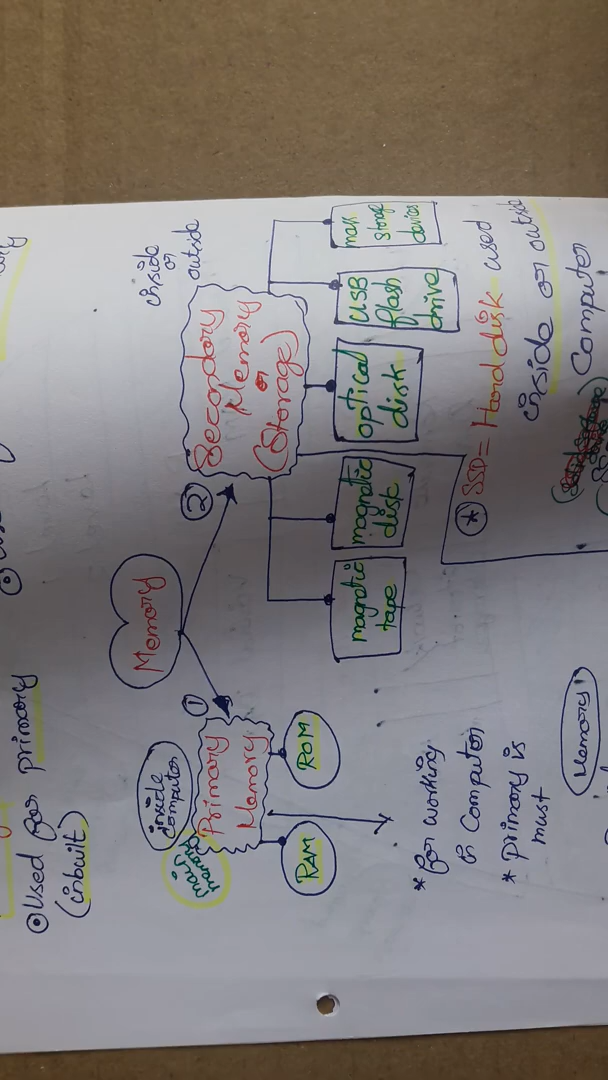 Used for primary
(inbuilt)
Memory
①
②
inside
computer
main
memory
Primary
Memory
RAM
ROM
* for working
in Computer
* primary is
must
Secondary
Memory
or
(Storage)
inside
or
outside
magnetic
tape
magnetic
disk
optical
disk
USB
flash
drive
mass
storage
devices
* SSD = Hard disk used
inside or outside
Computer
Memory